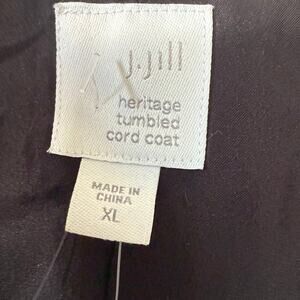 J.Jill
heritage
tumbled
cord coat
MADE IN
CHINA
XL